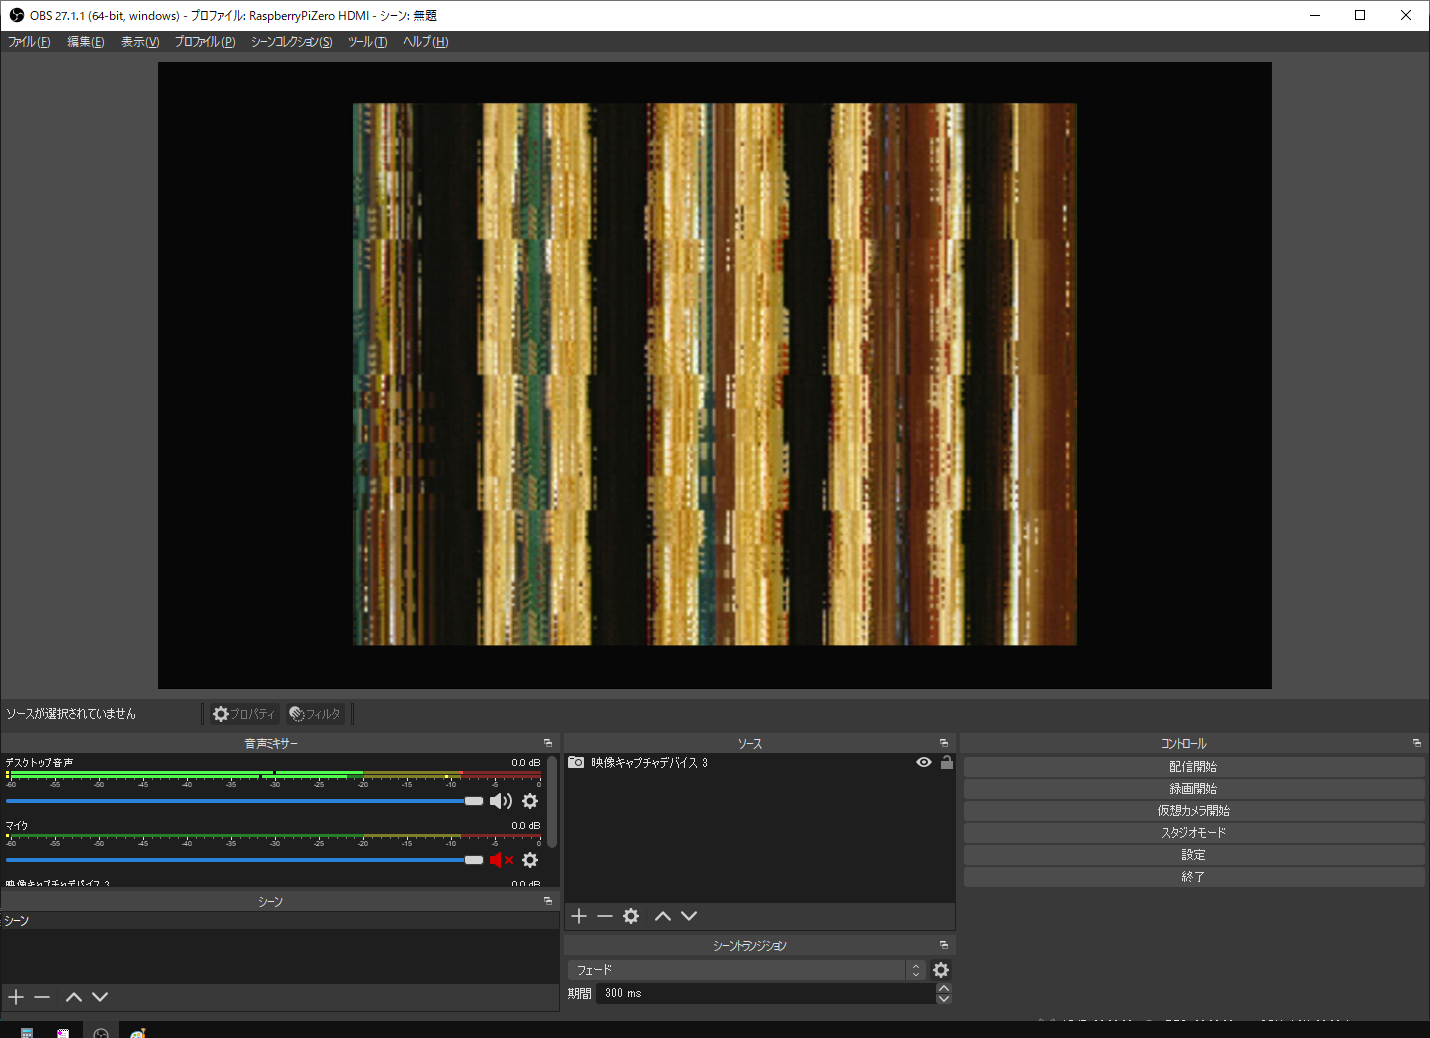 OBS 27.1.1 (64-bit, windows) - プロファイル: RaspberryPiZero HDMI - シーン: 無題
ファイル(F) 編集(E) 表示(V) プロファイル(P) シーンコレクション(S) ツール(T) ヘルプ(H)
ソースが選択されていません プロパティ フィルタ
音声ミキサー
デスクトップ音声 0.0 dB
-60 -55 -50 -45 -40 -35 -30 -25 -20 -15 -10 -5 0
マイク 0.0 dB
-60 -55 -50 -45 -40 -35 -30 -25 -20 -15 -10 -5 0
映像キャプチャデバイス 3 0.0 dB
シーン
シーン
ソース
映像キャプチャデバイス 3
シーントランジション
フェード
期間 300 ms
コントロール
配信開始
録画開始
仮想カメラ開始
スタジオモード
設定
終了